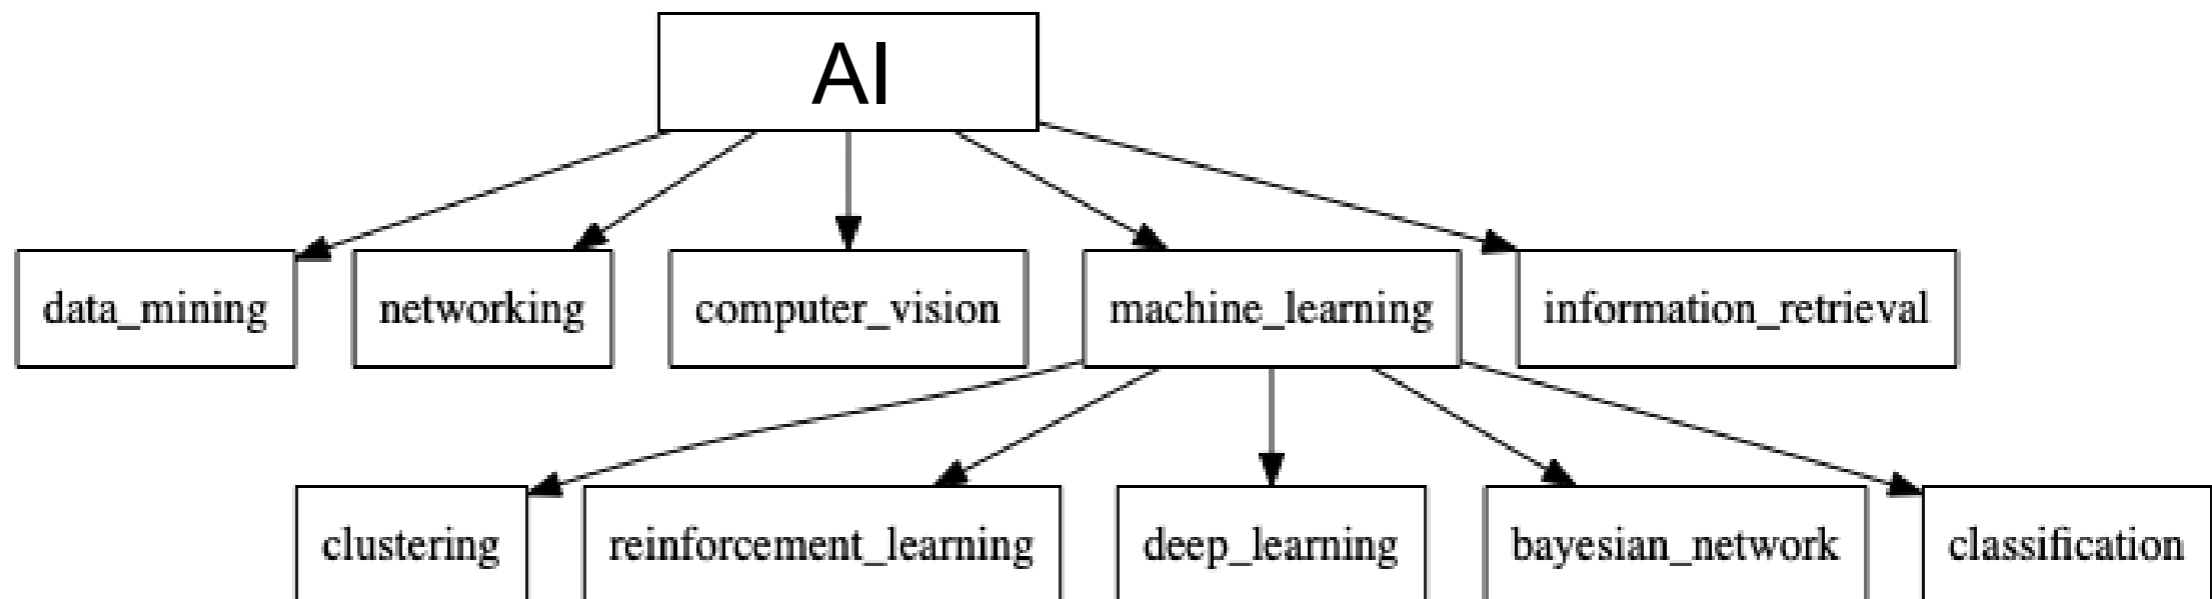 AI
data_mining
networking
computer_vision
machine_learning
information_retrieval
clustering
reinforcement_learning
deep_learning
bayesian_network
classification